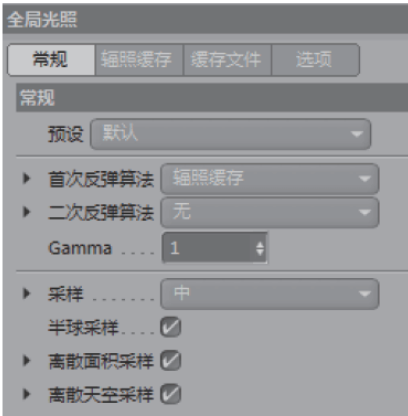 全局光照
常规 辐照缓存 缓存文件 选项
常规
预设 默认
首次反弹算法 辐照缓存
二次反弹算法 无
Gamma .... 1
采样 ....... 中
半球采样....
离散面积采样
离散天空采样